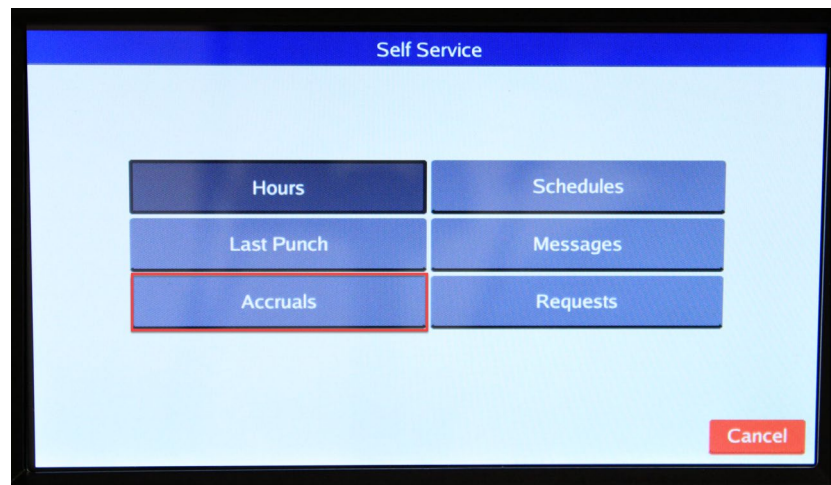 Self Service
Hours
Schedules
Last Punch
Messages
Accruals
Requests
Cancel